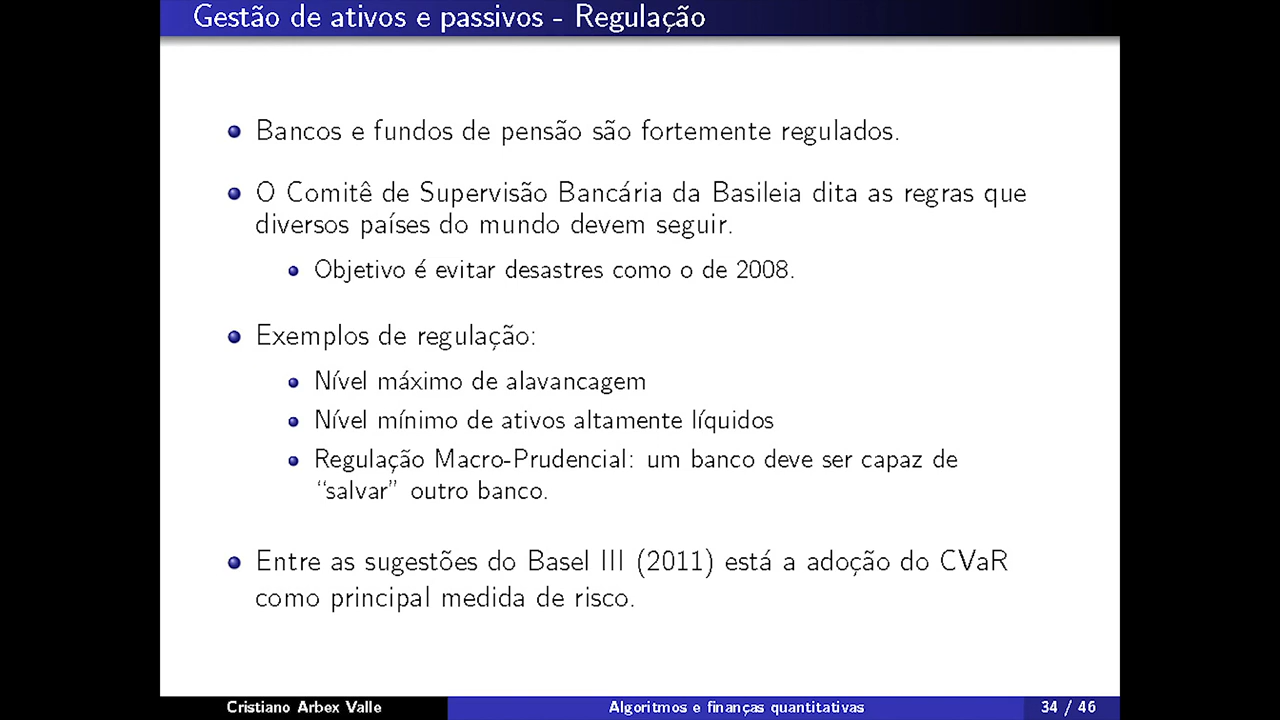 Gestão de ativos e passivos - Regulação
Bancos e fundos de pensão são fortemente regulados.
O Comitê de Supervisão Bancária da Basileia dita as regras que
diversos países do mundo devem seguir.
Objetivo é evitar desastres como o de 2008.
Exemplos de regulação:
Nível máximo de alavancagem
Nível mínimo de ativos altamente líquidos
Regulação Macro-Prudencial: um banco deve ser capaz de
“salvar” outro banco.
Entre as sugestões do Basel III (2011) está a adoção do CVaR
como principal medida de risco.
Cristiano Arbex Valle
Algoritmos e finanças quantitativas
34 / 46